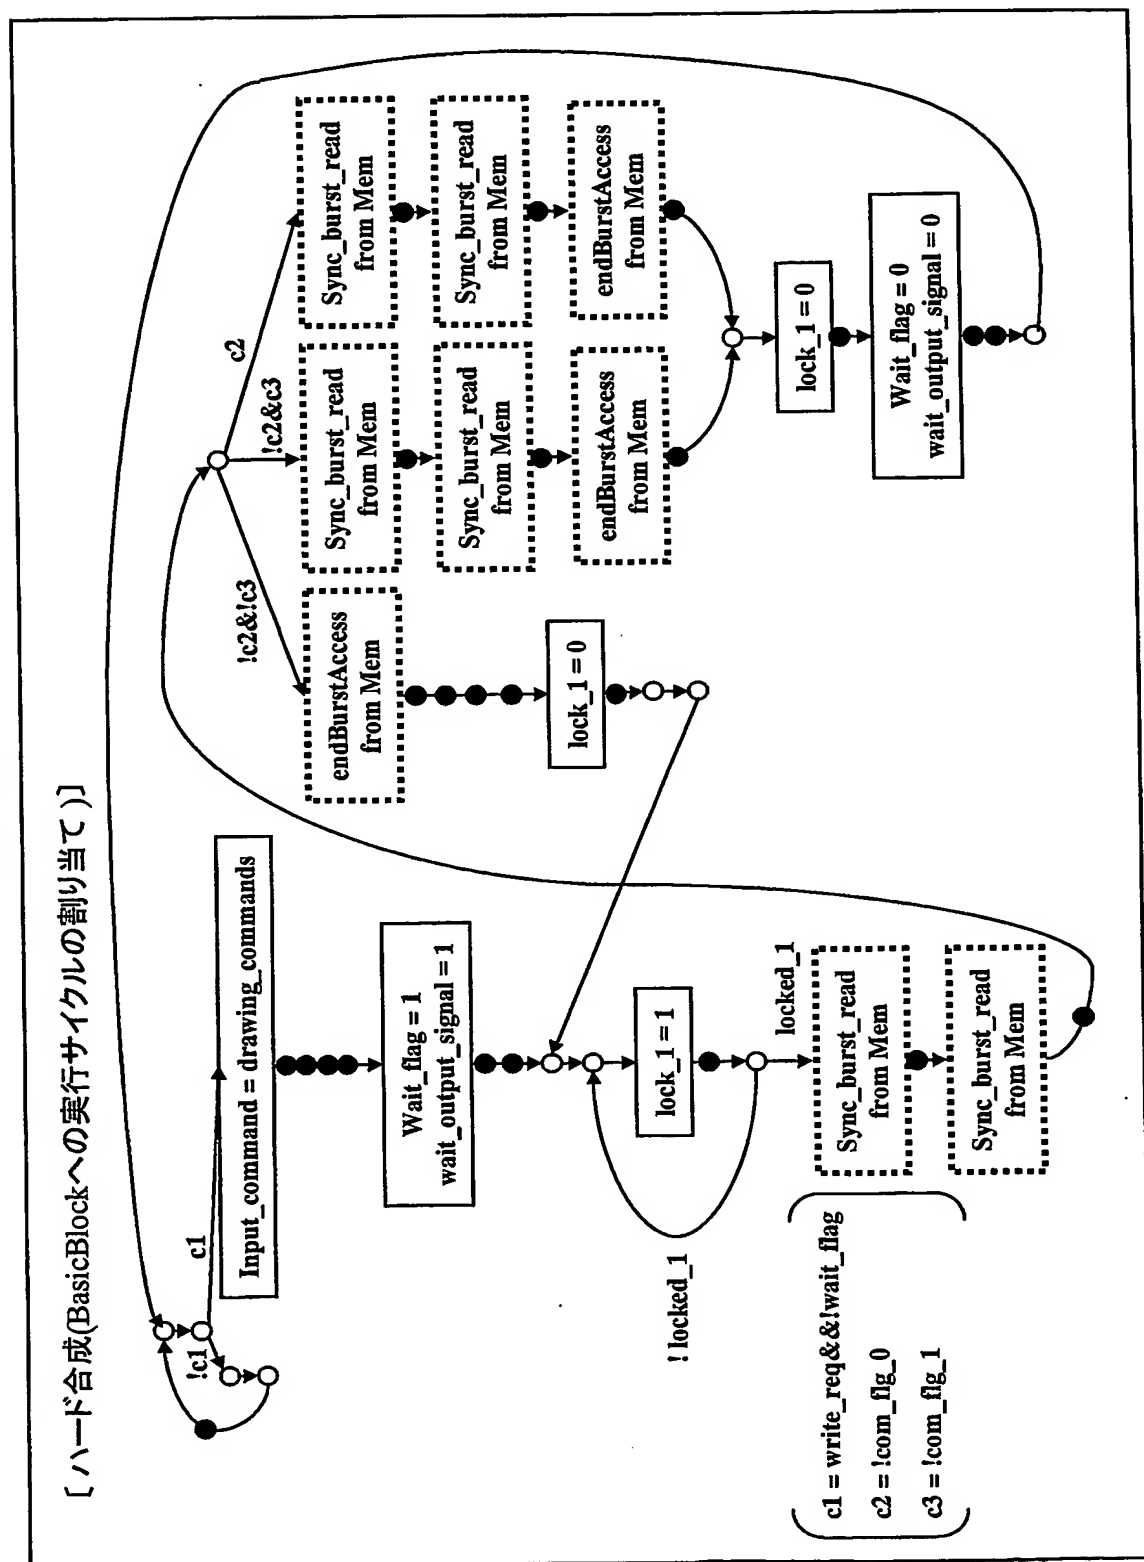 [ ハード合成(BasicBlockへの実行サイクルの割り当て)]
!c1
c1
Input_command = drawing_commands
Wait_flag = 1
wait_output_signal = 1
lock_1 = 1
! locked_1
locked_1
Sync_burst_read
from Mem
Sync_burst_read
from Mem
c1 = write_req&&!wait_flag
c2 = !com_flg_0
c3 = !com_flg_1
!c2&!c3
!c2&c3
c2
endBurstAccess
from Mem
lock_1 = 0
Sync_burst_read
from Mem
Sync_burst_read
from Mem
endBurstAccess
from Mem
Sync_burst_read
from Mem
Sync_burst_read
from Mem
endBurstAccess
from Mem
lock_1 = 0
Wait_flag = 0
wait_output_signal = 0